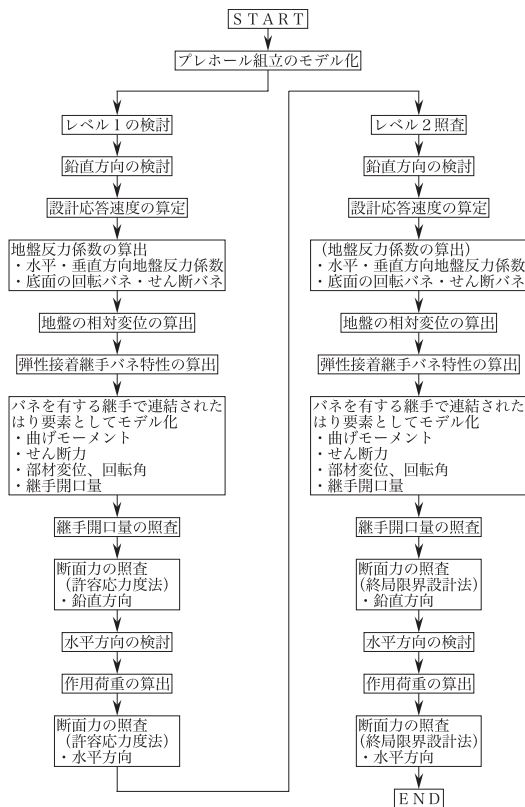 ＳＴＡＲＴ
プレホール組立のモデル化
レベル１の検討
鉛直方向の検討
設計応答速度の算定
地盤反力係数の算出
・水平・垂直方向地盤反力係数
・底面の回転バネ・せん断バネ
地盤の相対変位の算出
弾性接着継手バネ特性の算出
バネを有する継手で連結された
はり要素としてモデル化
・曲げモーメント
・せん断力
・部材変位、回転角
・継手開口量
継手開口量の照査
断面力の照査
（許容応力度法）
・鉛直方向
水平方向の検討
作用荷重の算出
断面力の照査
（許容応力度法）
・水平方向
レベル２照査
鉛直方向の検討
設計応答速度の算定
（地盤反力係数の算出）
・水平・垂直方向地盤反力係数
・底面の回転バネ・せん断バネ
地盤の相対変位の算出
弾性接着継手バネ特性の算出
バネを有する継手で連結された
はり要素としてモデル化
・曲げモーメント
・せん断力
・部材変位、回転角
・継手開口量
継手開口量の照査
断面力の照査
（終局限界設計法）
・鉛直方向
水平方向の検討
作用荷重の算出
断面力の照査
（終局限界設計法）
・水平方向
ＥＮＤ